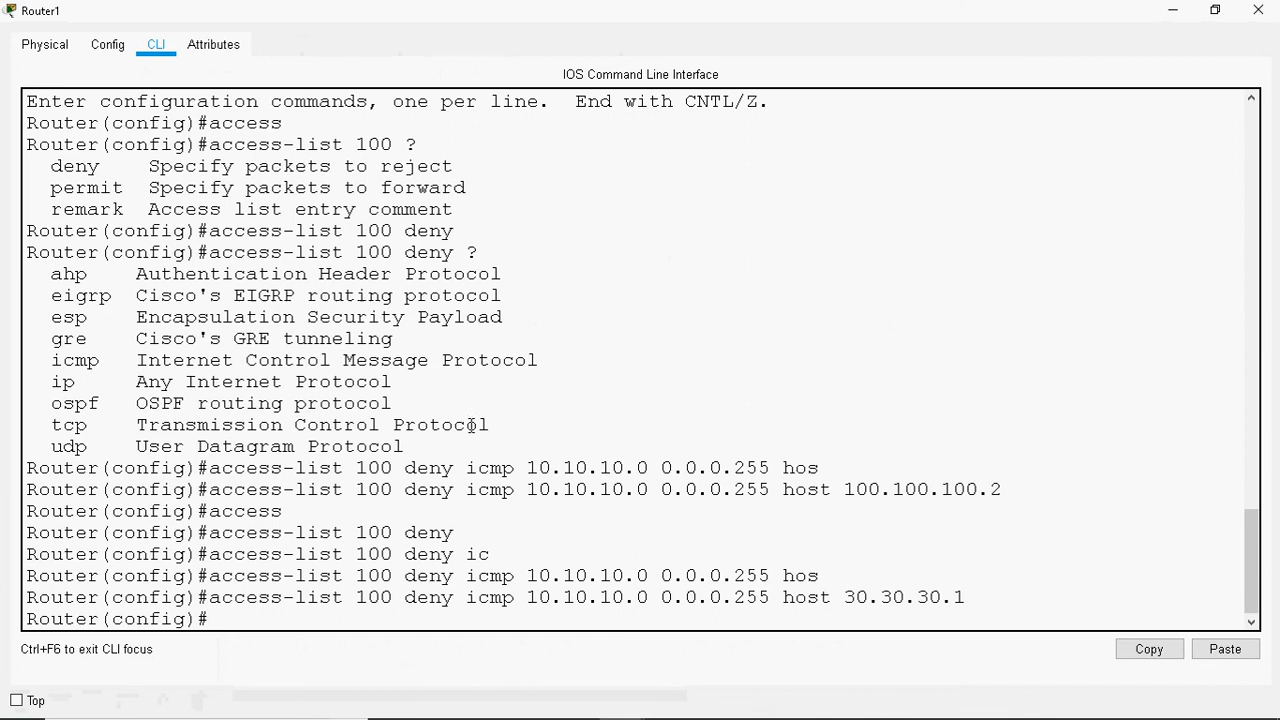 Router1
Physical Config CLI Attributes
IOS Command Line Interface
Enter configuration commands, one per line.  End with CNTL/Z.
Router(config)#access
Router(config)#access-list 100 ?
  deny    Specify packets to reject
  permit  Specify packets to forward
  remark  Access list entry comment
Router(config)#access-list 100 deny
Router(config)#access-list 100 deny ?
  ahp    Authentication Header Protocol
  eigrp  Cisco's EIGRP routing protocol
  esp    Encapsulation Security Payload
  gre    Cisco's GRE tunneling
  icmp   Internet Control Message Protocol
  ip     Any Internet Protocol
  ospf   OSPF routing protocol
  tcp    Transmission Control Protocol
  udp    User Datagram Protocol
Router(config)#access-list 100 deny icmp 10.10.10.0 0.0.0.255 hos
Router(config)#access-list 100 deny icmp 10.10.10.0 0.0.0.255 host 100.100.100.2
Router(config)#access
Router(config)#access-list 100 deny
Router(config)#access-list 100 deny ic
Router(config)#access-list 100 deny icmp 10.10.10.0 0.0.0.255 hos
Router(config)#access-list 100 deny icmp 10.10.10.0 0.0.0.255 host 30.30.30.1
Router(config)#
Ctrl+F6 to exit CLI focus
Copy Paste
Top